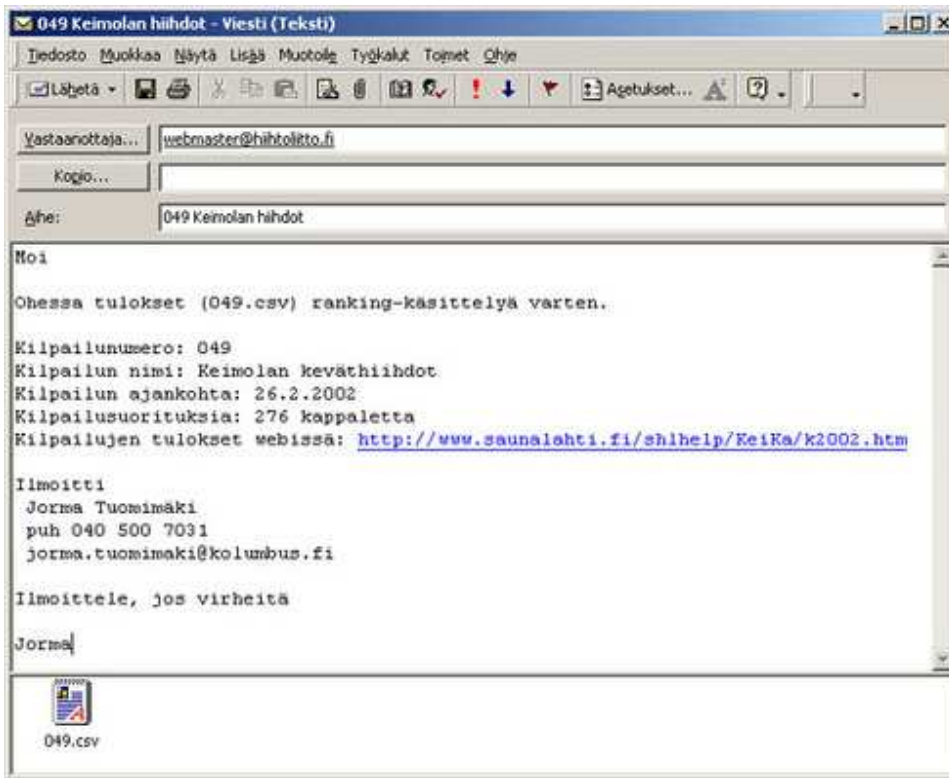 049 Keimolan hiihdot - Viesti (Teksti)
Tiedosto Muokkaa Näytä Lisää Muotoile Työkalut Toimet Ohje
Lähetä Asetukset...
Vastaanottaja... webmaster@hiihtoliitto.fi
Kopio...
Aihe: 049 Keimolan hiihdot
Moi
Ohessa tulokset (049.csv) ranking-käsittelyä varten.
Kilpailunumero: 049
Kilpailun nimi: Keimolan keväthiihdot
Kilpailun ajankohta: 26.2.2002
Kilpailusuorituksia: 276 kappaletta
Kilpailujen tulokset webissä: http://www.saunalahti.fi/shlhelp/KeiKa/k2002.htm
Ilmoitti
Jorma Tuomimäki
puh 040 500 7031
jorma.tuomimaki@kolumbus.fi
Ilmoittele, jos virheitä
Jorma
049.csv